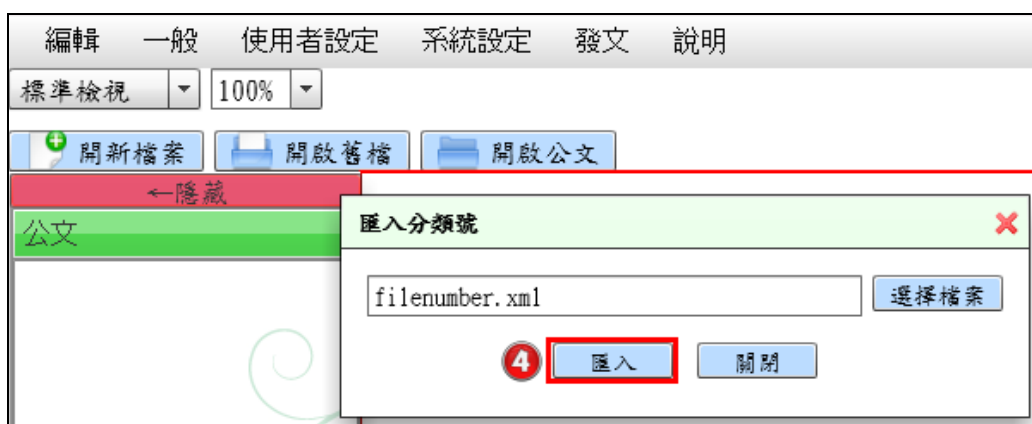 編輯 一般 使用者設定 系統設定 發文 說明
標準檢視 100%
開新檔案 開啟舊檔 開啟公文
←隱藏
公文
匯入分類號
filenumber.xml 選擇檔案
4 匯入 關閉